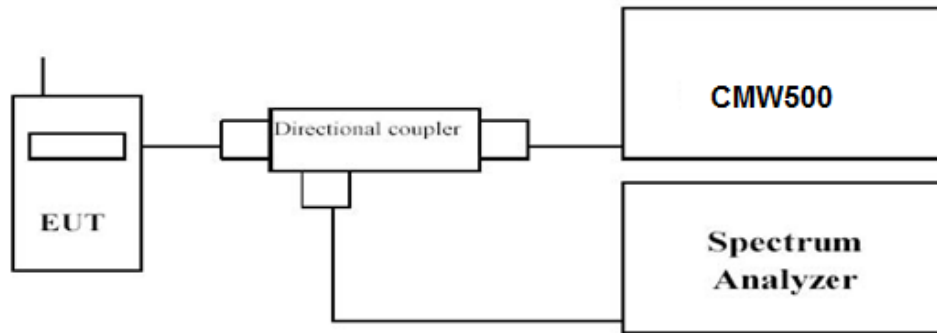 CMW500
Directional coupler
EUT
Spectrum
Analyzer